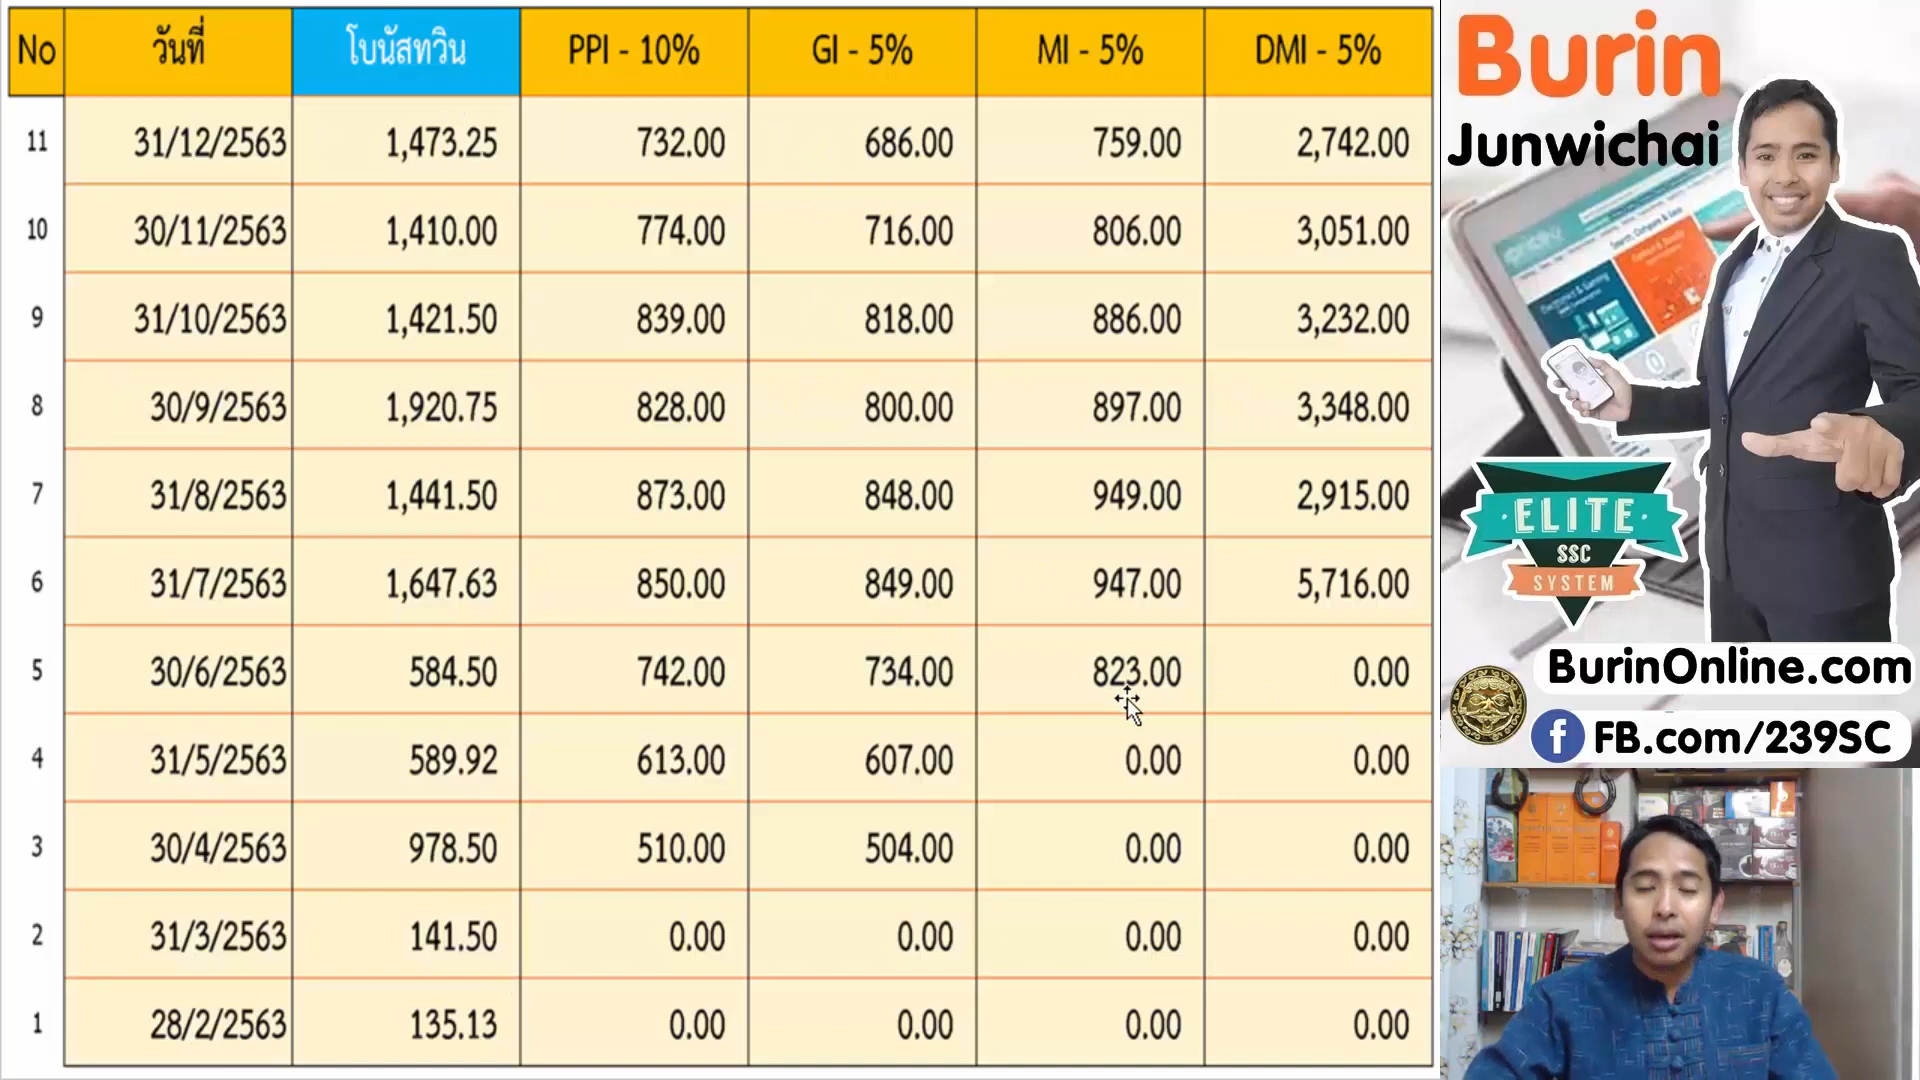 No วันที่ โบนัสทวิน PPI - 10% GI - 5% MI - 5% DMI - 5%
11 31/12/2563 1,473.25 732.00 686.00 759.00 2,742.00
10 30/11/2563 1,410.00 774.00 716.00 806.00 3,051.00
9 31/10/2563 1,421.50 839.00 818.00 886.00 3,232.00
8 30/9/2563 1,920.75 828.00 800.00 897.00 3,348.00
7 31/8/2563 1,441.50 873.00 848.00 949.00 2,915.00
6 31/7/2563 1,647.63 850.00 849.00 947.00 5,716.00
5 30/6/2563 584.50 742.00 734.00 823.00 0.00
4 31/5/2563 589.92 613.00 607.00 0.00 0.00
3 30/4/2563 978.50 510.00 504.00 0.00 0.00
2 31/3/2563 141.50 0.00 0.00 0.00 0.00
1 28/2/2563 135.13 0.00 0.00 0.00 0.00
Burin
Junwichai
ELITE
SSC
SYSTEM
BurinOnline.com
f FB.com/239SC